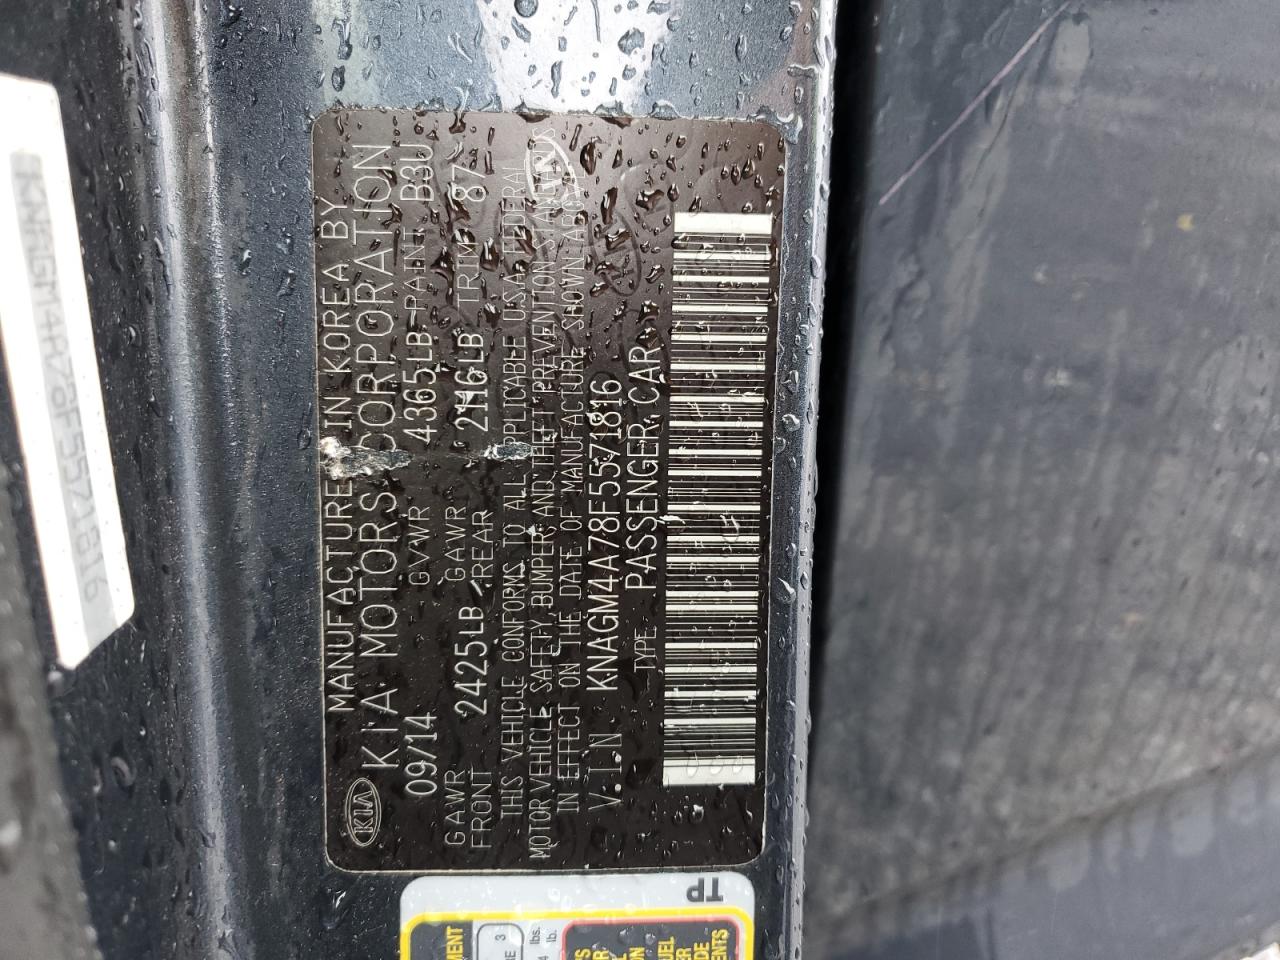 KIA
MANUFACTURED IN KOREA BY
KIA MOTORS CORPORATION
09/14 GVWR 4365LB PAINT B3U
GAWR FRONT 2425LB GAWR REAR 2116LB TRIM 87
THIS VEHICLE CONFORMS TO ALL APPLICABLE U.S.A. FEDERAL
MOTOR VEHICLE SAFETY, BUMPER, AND THEFT PREVENTION STANDARDS
IN EFFECT ON THE DATE OF MANUFACTURE SHOWN ABOVE
V.I.N KNAGM4A78F5571816
TYPE PASSENGER CAR
KNAGM4A78F5571816
TP